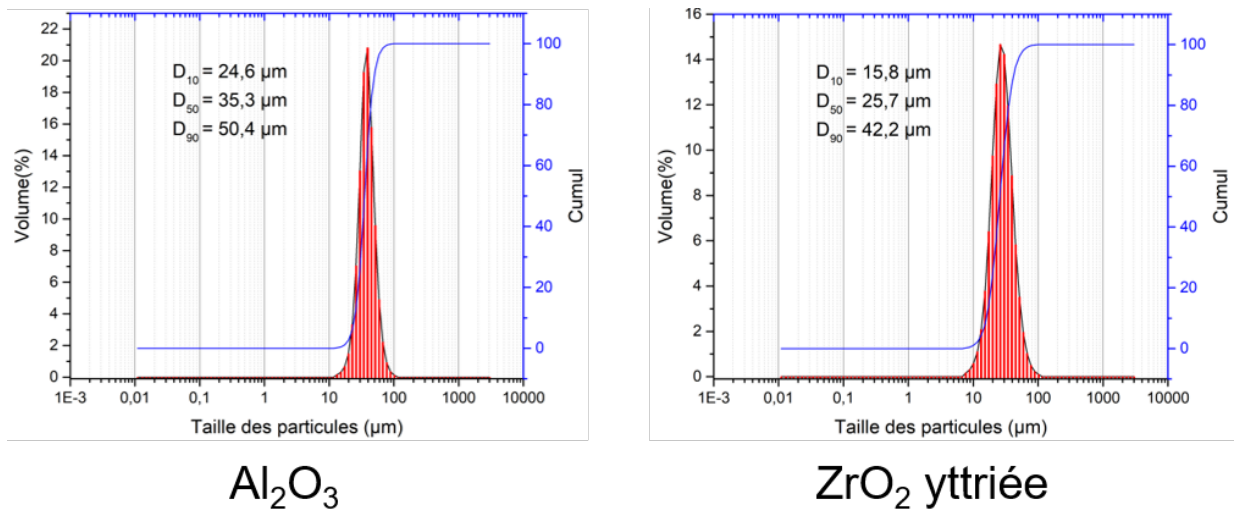 22
20
18
16
14
12
10
8
6
4
2
0
Volume(%)
D10 = 24,6 µm
D50 = 35,3 µm
D90 = 50,4 µm
100
80
60
40
20
0
Cumul
1E-3 0,01 0,1 1 10 100 1000 10000
Taille des particules (µm)
Al2O3
16
14
12
10
8
6
4
2
0
Volume(%)
D10 = 15,8 µm
D50 = 25,7 µm
D90 = 42,2 µm
100
80
60
40
20
0
Cumul
1E-3 0,01 0,1 1 10 100 1000 10000
Taille des particules (µm)
ZrO2 yttriée